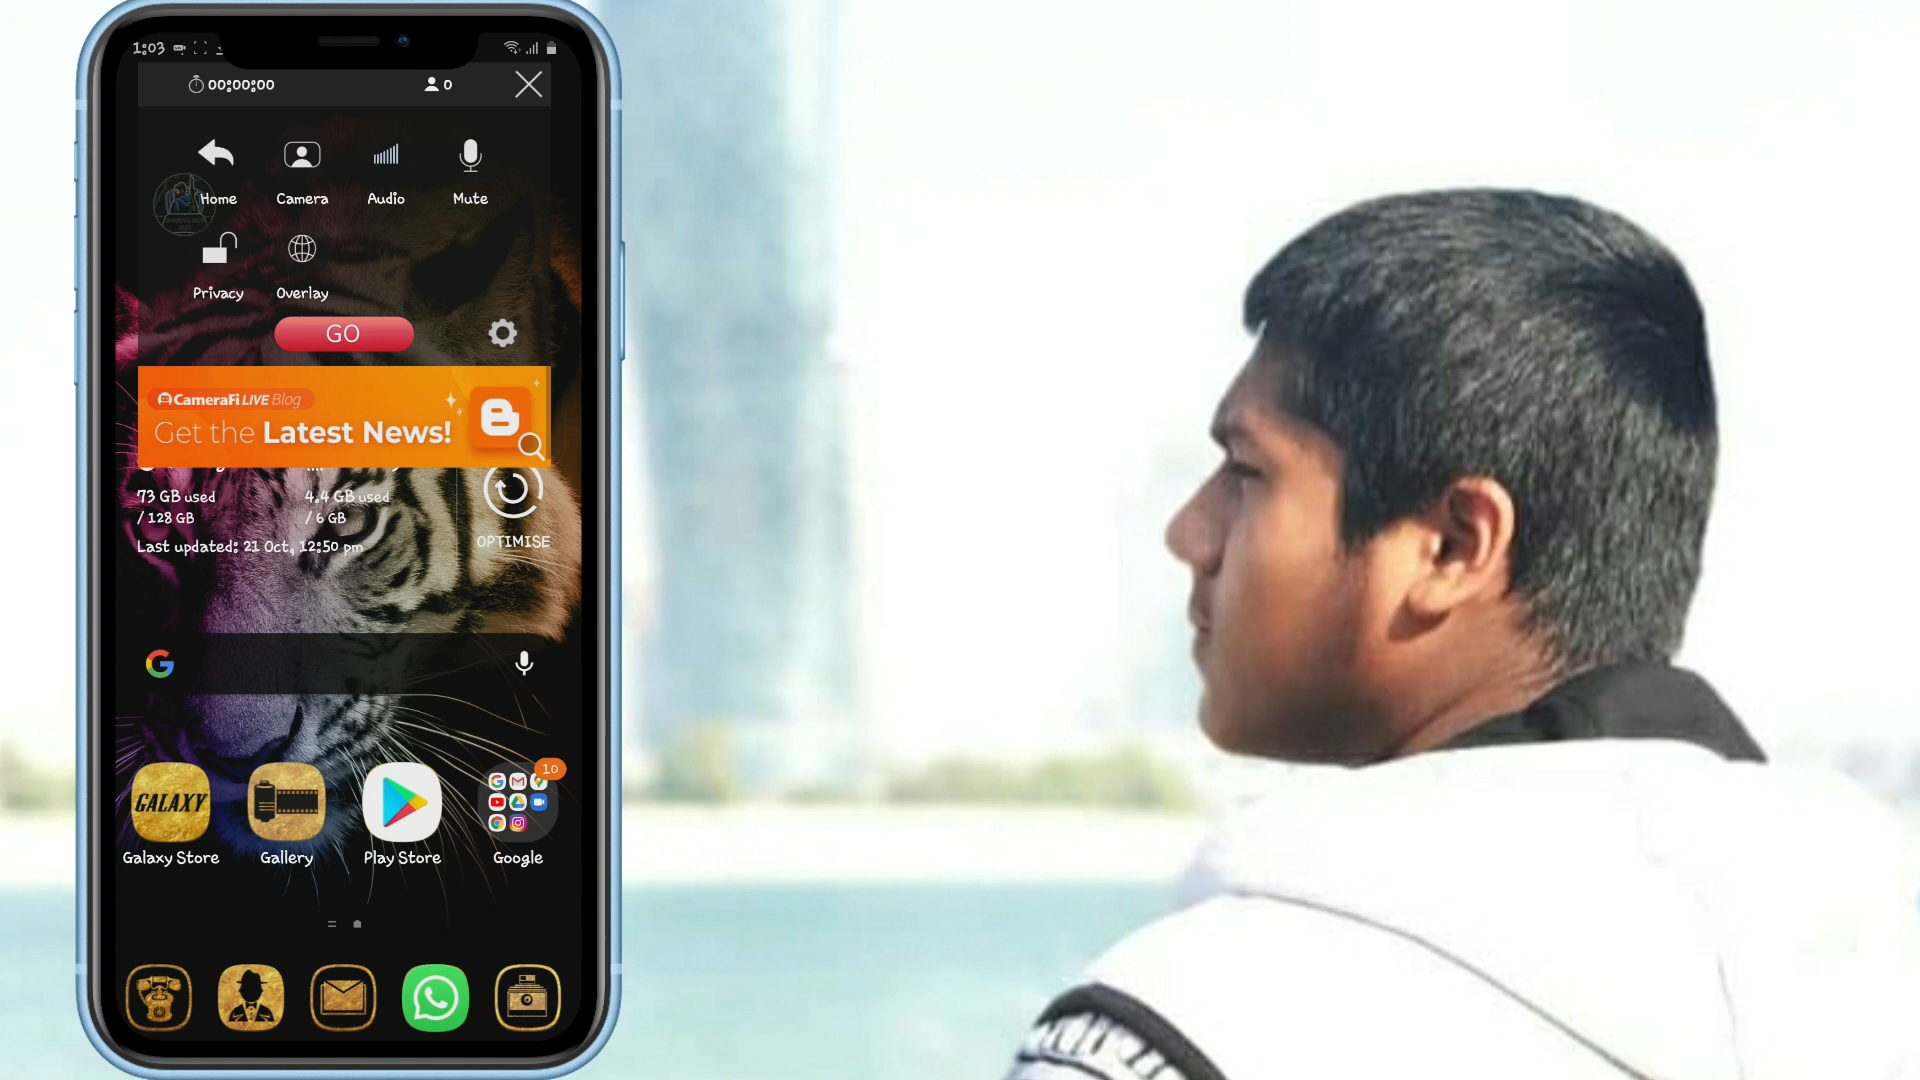 1:03
00:00:00 0
Home Camera Audio Mute
Privacy Overlay
GO
CameraFi LIVE Blog
Get the Latest News!
73 GB used
/ 128 GB
4.4 GB used
/ 6 GB
OPTIMISE
Last updated: 21 Oct, 12:50 pm
10
GALAXY
Galaxy Store Gallery Play Store Google